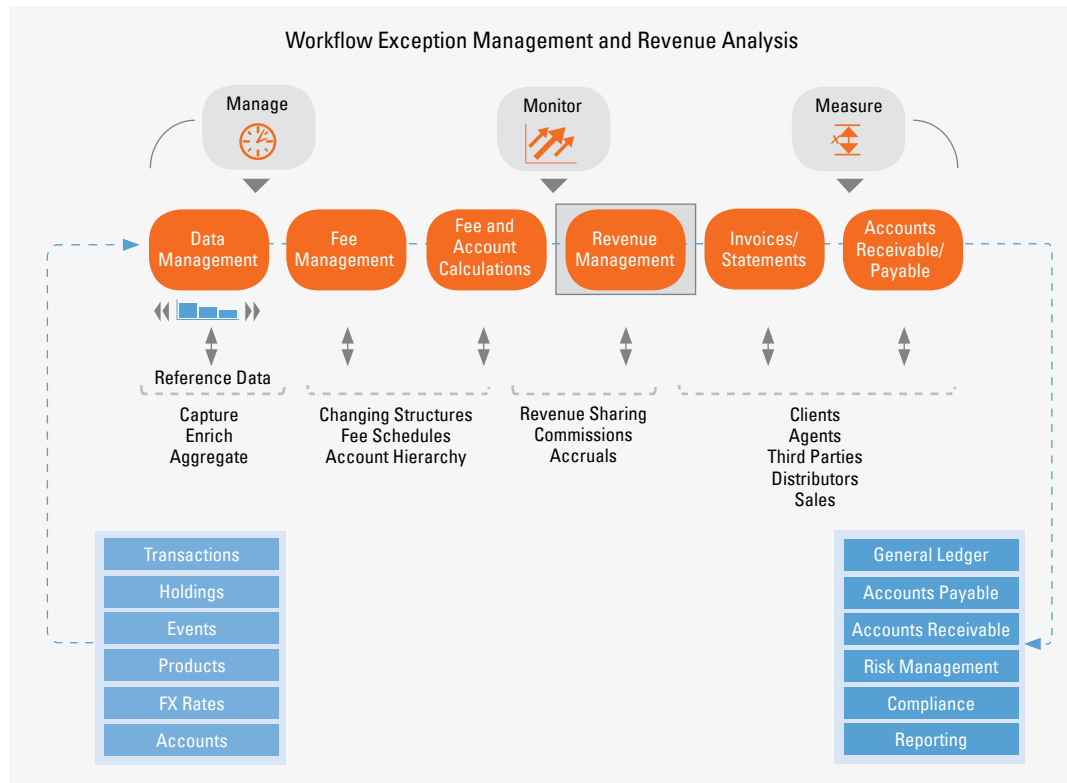 Workflow Exception Management and Revenue Analysis
Manage
Monitor
Measure
x
Data
Management
Fee
Management
Fee and
Account
Calculations
Revenue
Management
Invoices/
Statements
Accounts
Receivable/
Payable
Reference Data
Capture
Enrich
Aggregate
Changing Structures
Fee Schedules
Account Hierarchy
Revenue Sharing
Commissions
Accruals
Clients
Agents
Third Parties
Distributors
Sales
Transactions
Holdings
Events
Products
FX Rates
Accounts
General Ledger
Accounts Payable
Accounts Receivable
Risk Management
Compliance
Reporting